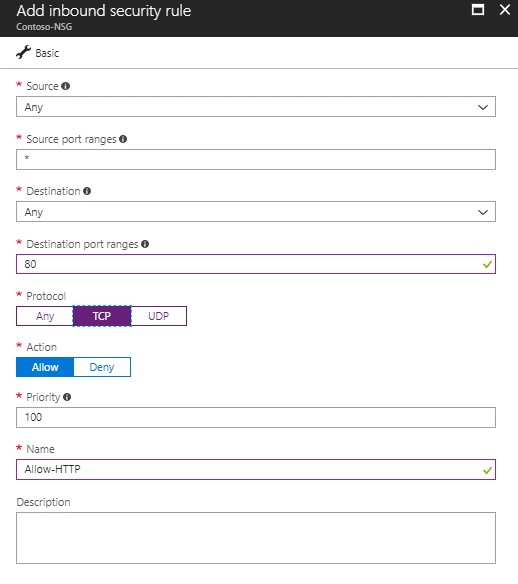 Add inbound security rule
Contoso-NSG
Basic
* Source
Any
* Source port ranges
*
* Destination
Any
* Destination port ranges
80
* Protocol
Any TCP UDP
* Action
Allow Deny
* Priority
100
* Name
Allow-HTTP
Description